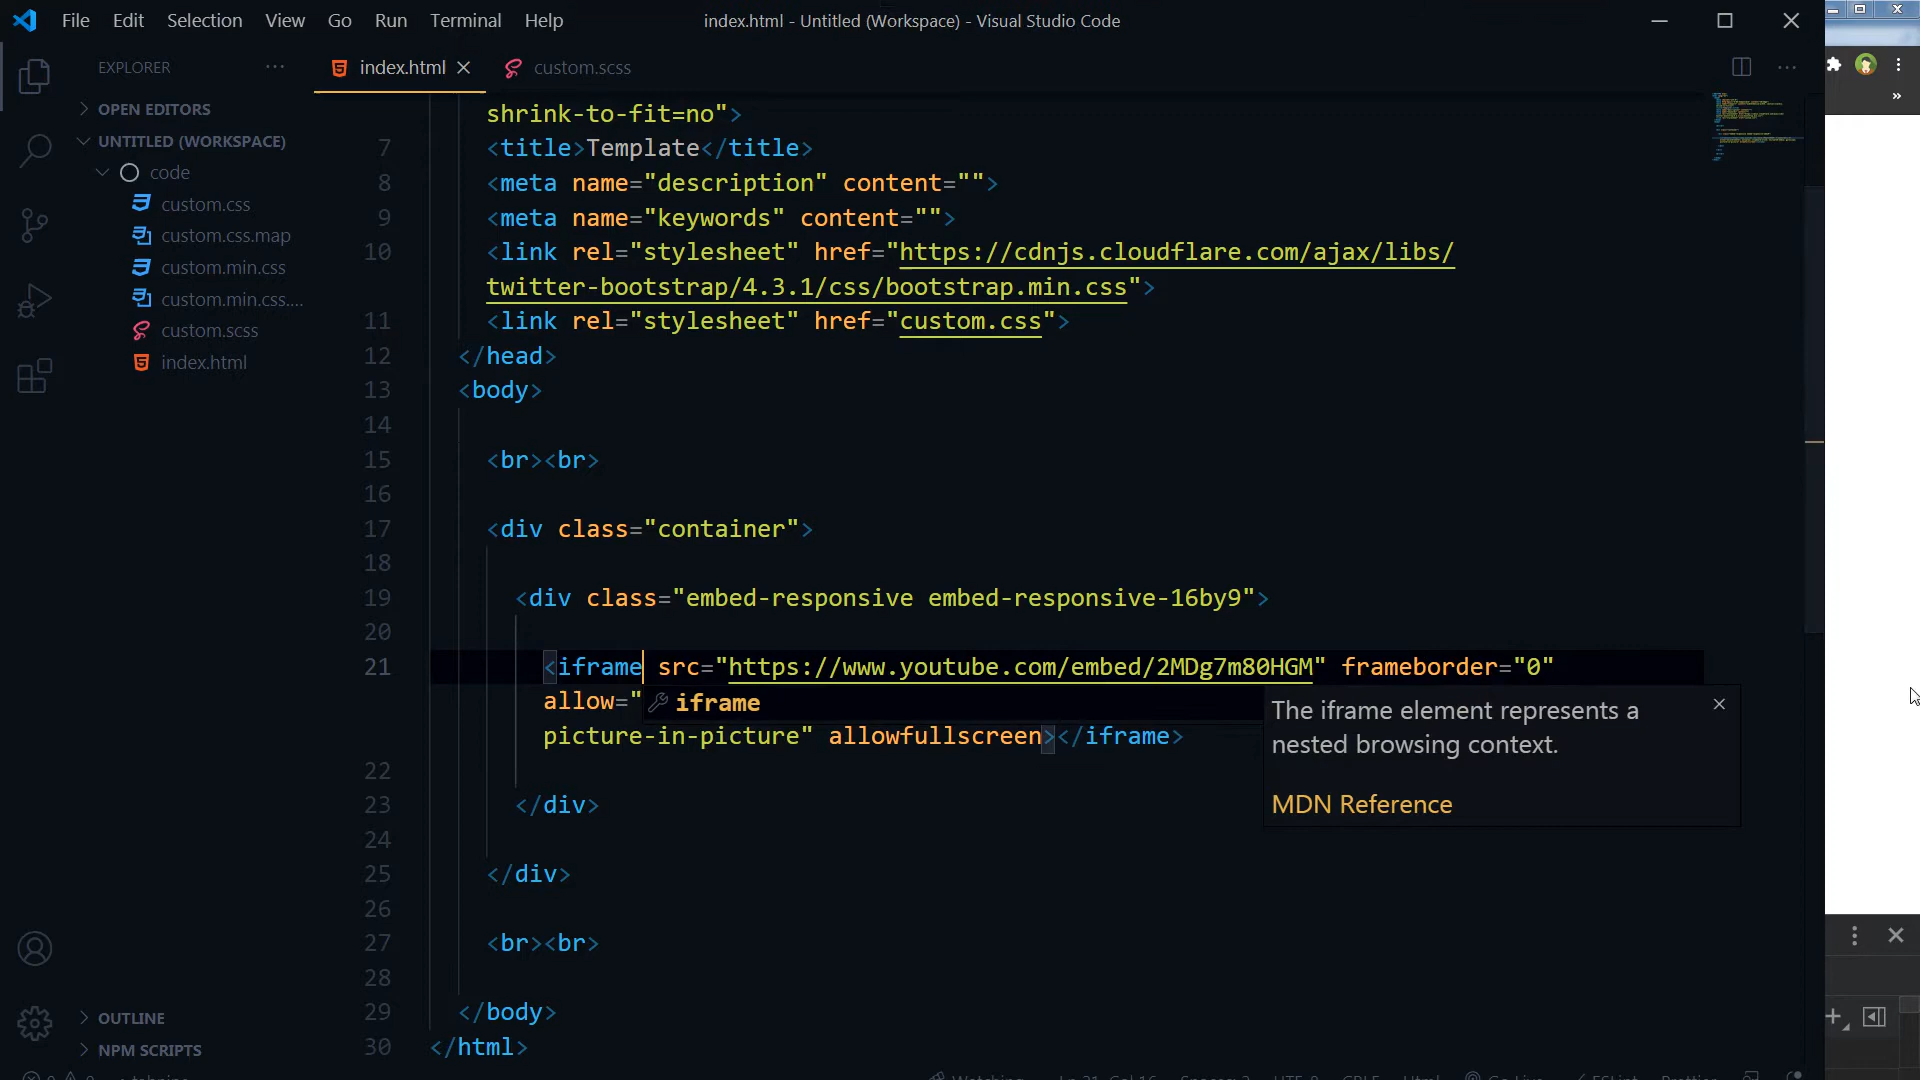 File Edit Selection View Go Run Terminal Help
index.html - Untitled (Workspace) - Visual Studio Code
EXPLORER
index.html
custom.scss
OPEN EDITORS
UNTITLED (WORKSPACE)
code
custom.css
custom.css.map
custom.min.css
custom.min.css....
custom.scss
index.html
OUTLINE
NPM SCRIPTS
shrink-to-fit=no">
7 <title>Template</title>
8 <meta name="description" content="">
9 <meta name="keywords" content="">
10 <link rel="stylesheet" href="https://cdnjs.cloudflare.com/ajax/libs/
twitter-bootstrap/4.3.1/css/bootstrap.min.css">
11 <link rel="stylesheet" href="custom.css">
12 </head>
13 <body>
14
15 <br><br>
16
17 <div class="container">
18
19 <div class="embed-responsive embed-responsive-16by9">
20
21 <iframe src="https://www.youtube.com/embed/2MDg7m80HGM" frameborder="0"
allow="
iframe
picture-in-picture" allowfullscreen></iframe>
The iframe element represents a
nested browsing context.
MDN Reference
22
23 </div>
24
25 </div>
26
27 <br><br>
28
29 </body>
30 </html>